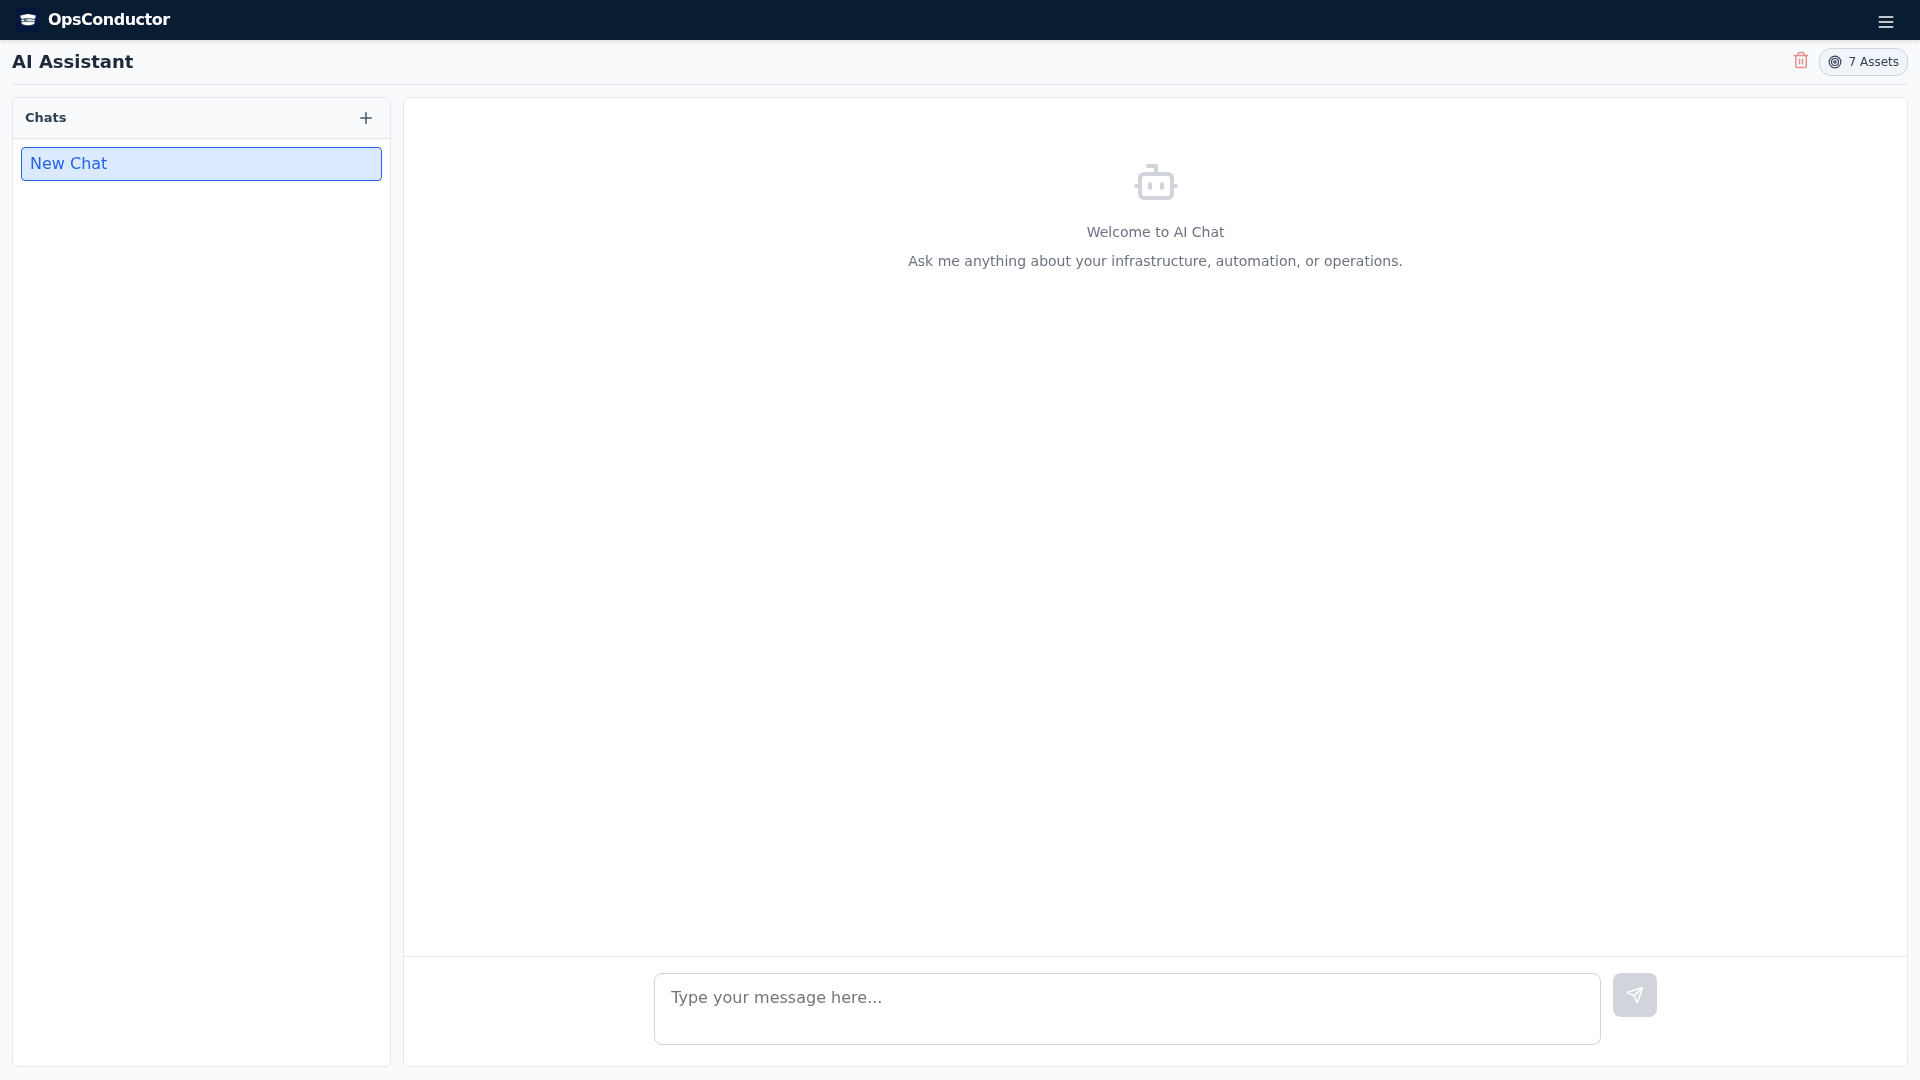 OpsConductor
AI Assistant
7 Assets
Chats
New Chat
Welcome to AI Chat
Ask me anything about your infrastructure, automation, or operations.
Type your message here...